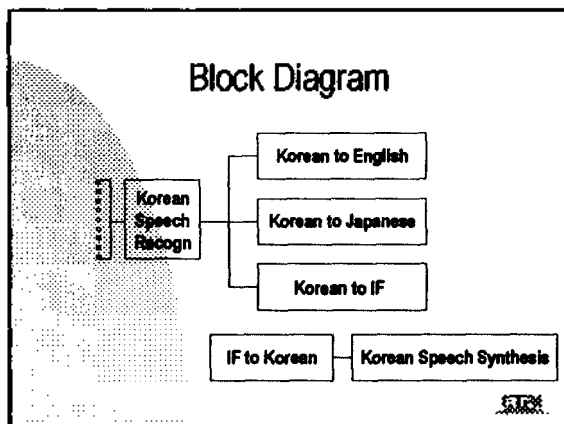 Block Diagram
Korean to English
Korean
Speech
Recogn
Korean to Japanese
Korean to IF
IF to Korean
Korean Speech Synthesis